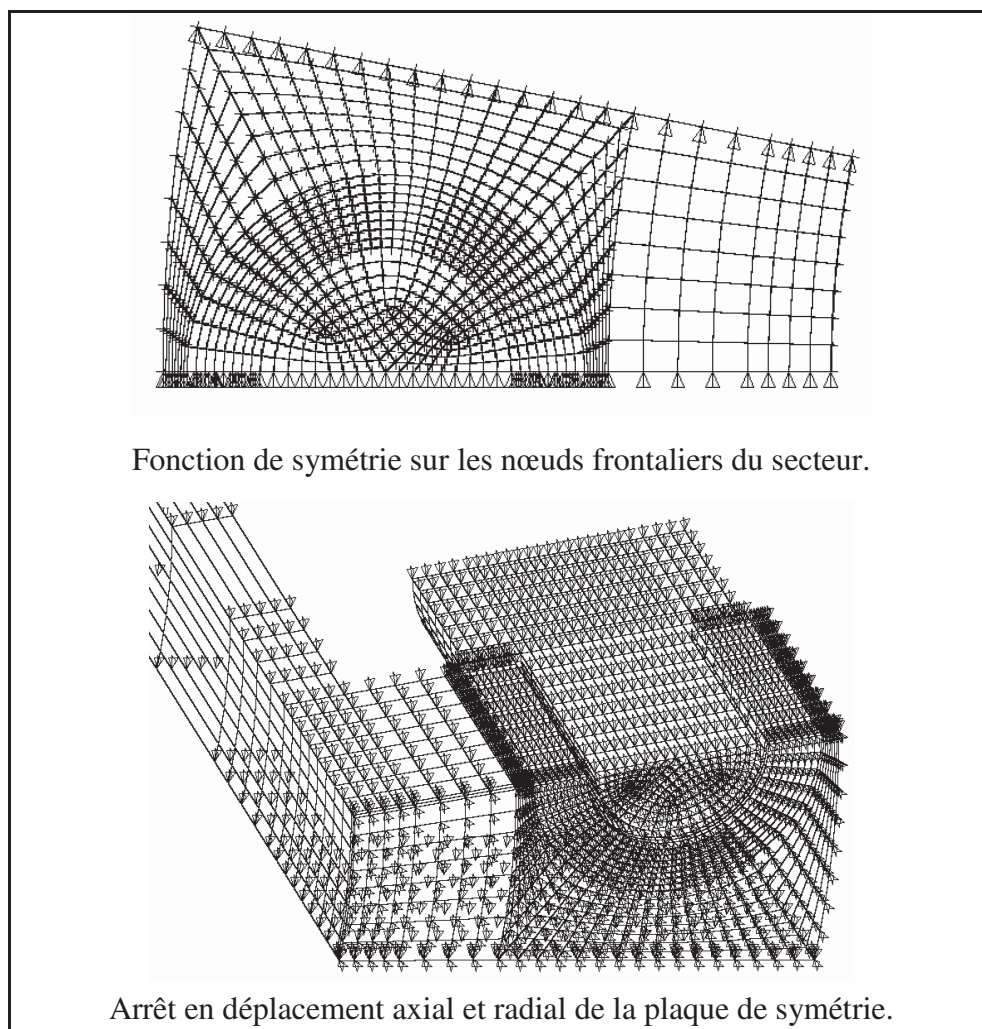 Fonction de symétrie sur les nœuds frontaliers du secteur.
Arrêt en déplacement axial et radial de la plaque de symétrie.